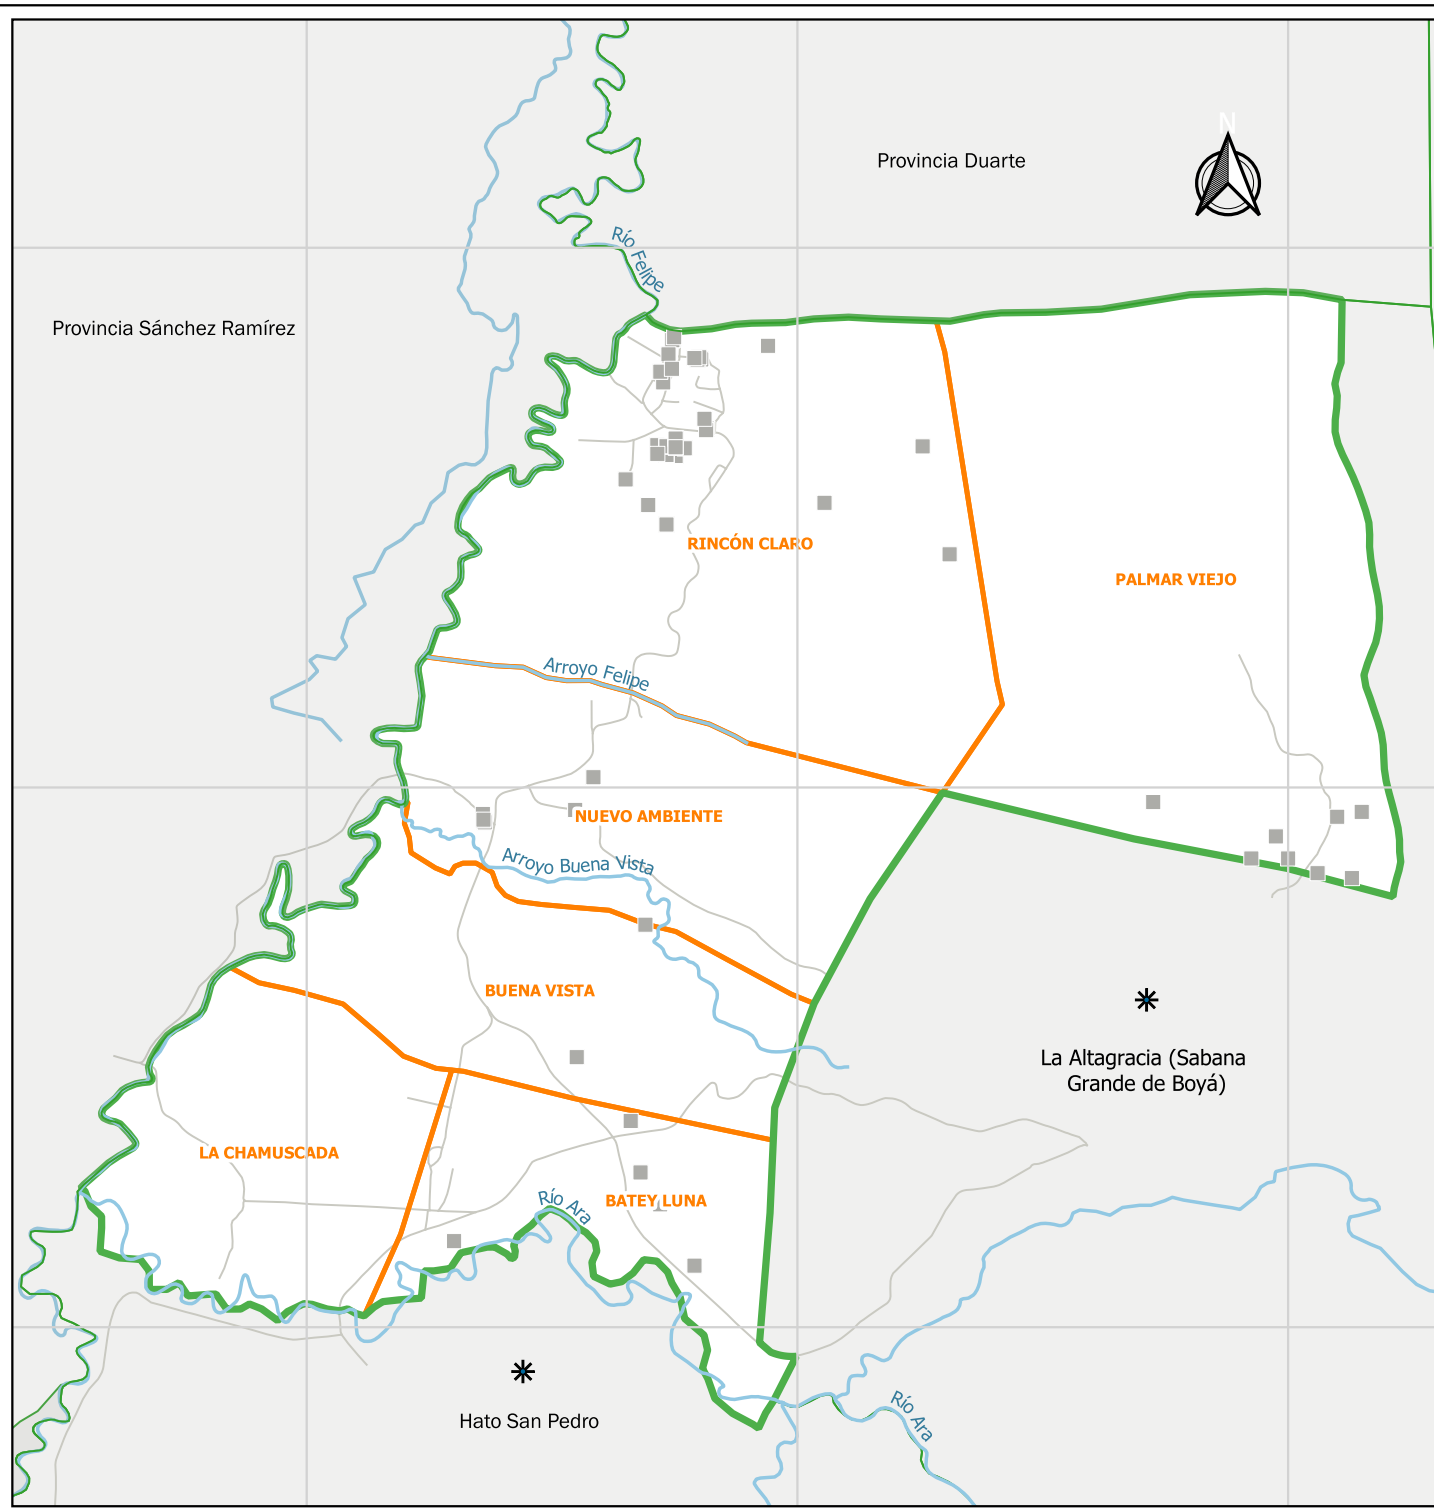 N
Provincia Duarte
Río Felipe
Provincia Sánchez Ramírez
RINCÓN CLARO
PALMAR VIEJO
Arroyo Felipe
NUEVO AMBIENTE
Arroyo Buena Vista
BUENA VISTA
La Altagracia (Sabana
Grande de Boyá)
LA CHAMUSCADA
BATEY LUNA
Río Ara
Hato San Pedro
Río Ara